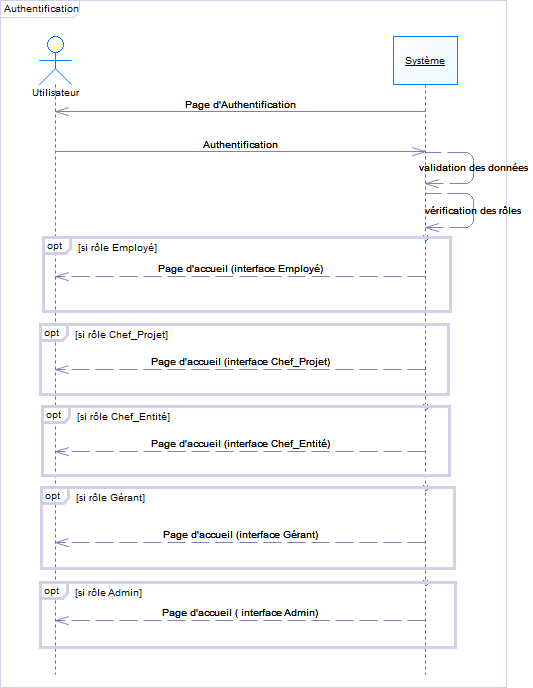 Authentification
Utilisateur
Système
Page d'Authentification
Authentification
validation des données
vérification des rôles
opt [si rôle Employé]
Page d'accueil (interface Employé)
opt [si rôle Chef_Projet]
Page d'accueil (interface Chef_Projet)
opt [si rôle Chef_Entité]
Page d'accueil (interface Chef_Entité)
opt [si rôle Gérant]
Page d'accueil (interface Gérant)
opt [si rôle Admin]
Page d'accueil ( interface Admin)